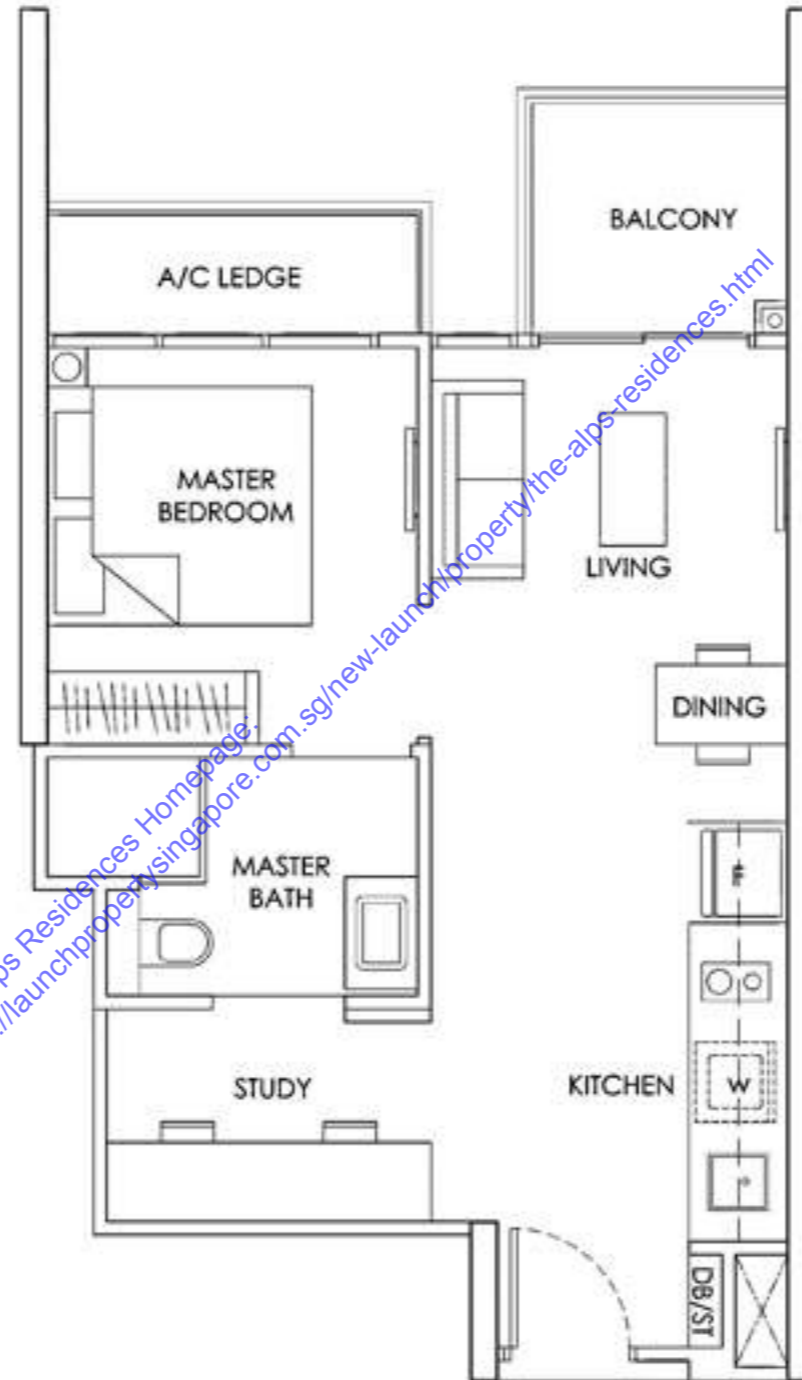 BALCONY
A/C LEDGE
MASTER
BEDROOM
LIVING
DINING
MASTER
BATH
STUDY
KITCHEN
W
DB/ST
ps Residences Homepage:
//launchpropertysingapore.com.sg/new-launch/property/the-alps-residences.html